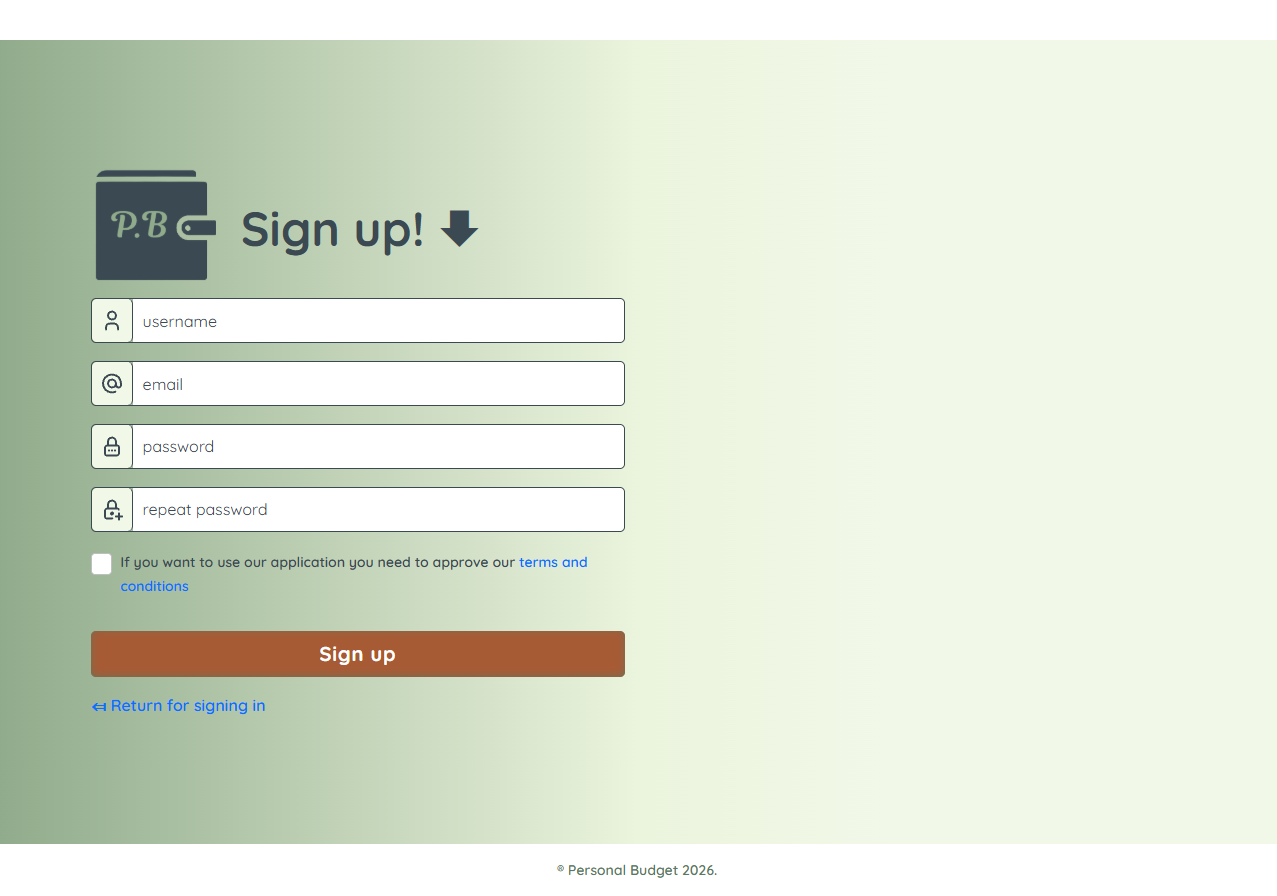 P.B
Sign up!
username
email
password
repeat password
If you want to use our application you need to approve our terms and
conditions
Sign up
Return for signing in
® Personal Budget 2026.